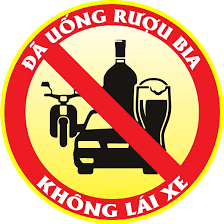 ĐÃ UỐNG RƯỢU BIA
KHÔNG LÁI XE